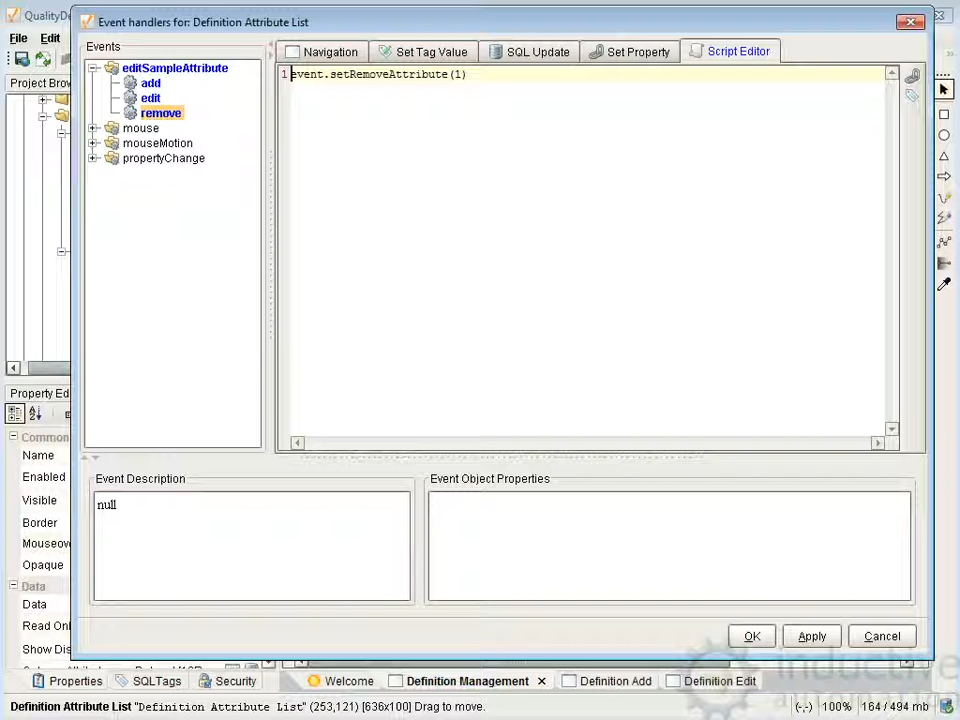 QualityDe
Event handlers for: Definition Attribute List
File Edit
Project Brow
Events
editSampleAttribute
add
edit
remove
mouse
mouseMotion
propertyChange
Navigation Set Tag Value SQL Update Set Property Script Editor
1 event.setRemoveAttribute(1)
Property Ed
Common
Name
Enabled
Visible
Border
Mouseove
Opaque
Data
Data
Read Onl
Show Dis
Event Description
null
Event Object Properties
OK Apply Cancel
inductive
automation
Properties SQLTags Security Welcome Definition Management Definition Add Definition Edit
Definition Attribute List "Definition Attribute List" (253,121) [636x100] Drag to move. (-,-) 100% 164 / 494 mb